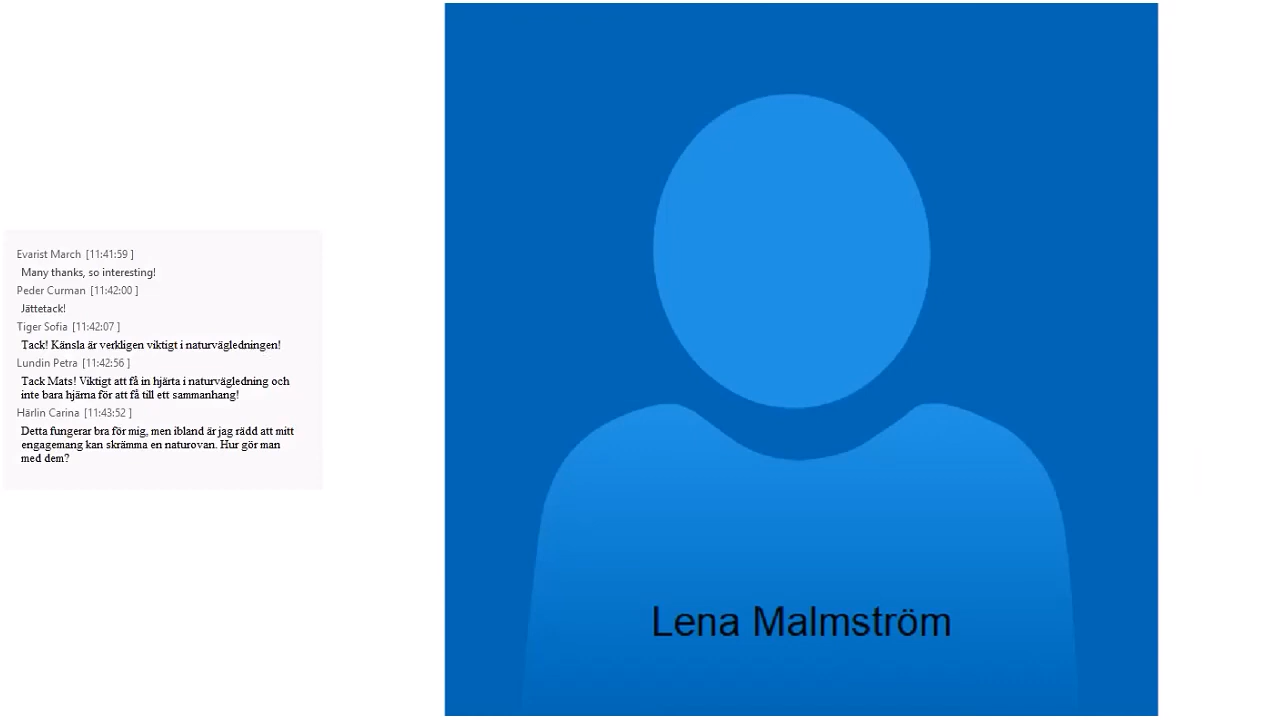 Evarist March [11:41:59 ]
Many thanks, so interesting!
Peder Curman [11:42:00 ]
Jättetack!
Tiger Sofia [11:42:07 ]
Tack! Känsla är verkligen viktigt i naturvägledningen!
Lundin Petra [11:42:56 ]
Tack Mats! Viktigt att få in hjärta i naturvägledning och
inte bara hjärna för att få till ett sammanhang!
Härlin Carina [11:43:52 ]
Detta fungerar bra för mig, men ibland är jag rädd att mitt
engagemang kan skrämma en naturovan. Hur gör man
med dem?
Lena Malmström